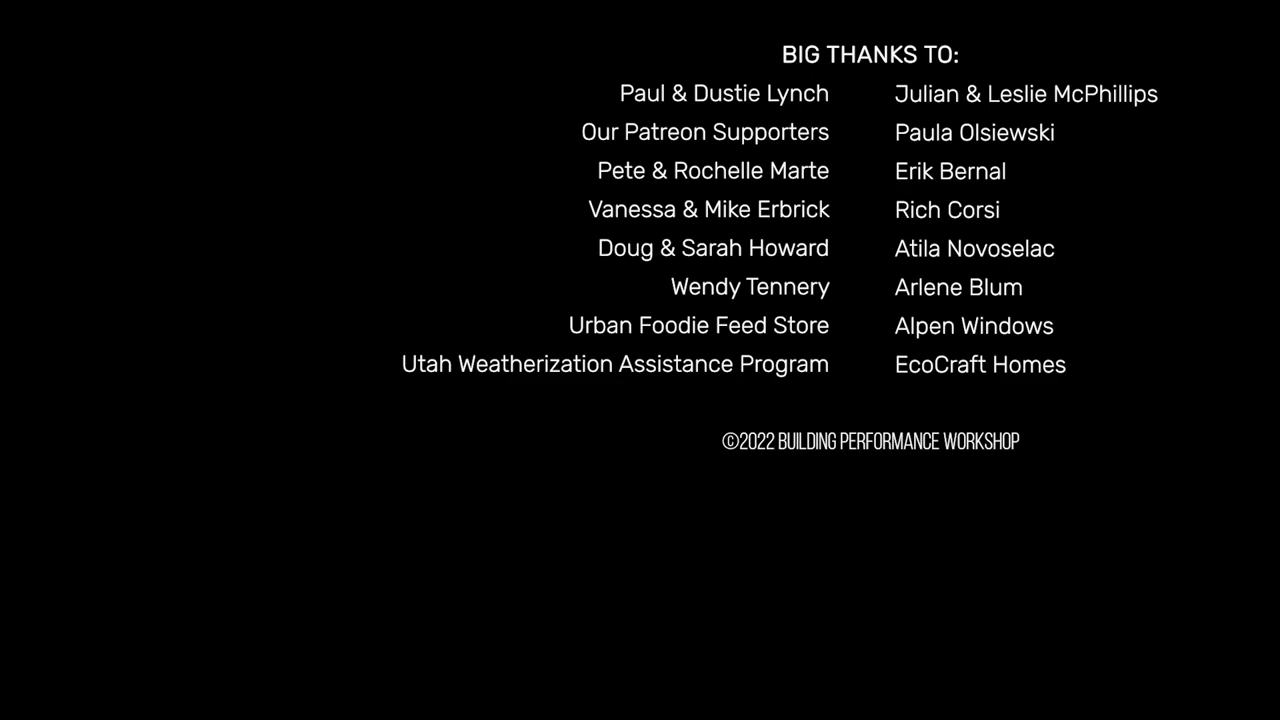 BIG THANKS TO:
Paul & Dustie Lynch
Julian & Leslie McPhillips
Our Patreon Supporters
Paula Olsiewski
Pete & Rochelle Marte
Erik Bernal
Vanessa & Mike Erbrick
Rich Corsi
Doug & Sarah Howard
Atila Novoselac
Wendy Tennery
Arlene Blum
Urban Foodie Feed Store
Alpen Windows
Utah Weatherization Assistance Program
EcoCraft Homes
©2022 BUILDING PERFORMANCE WORKSHOP